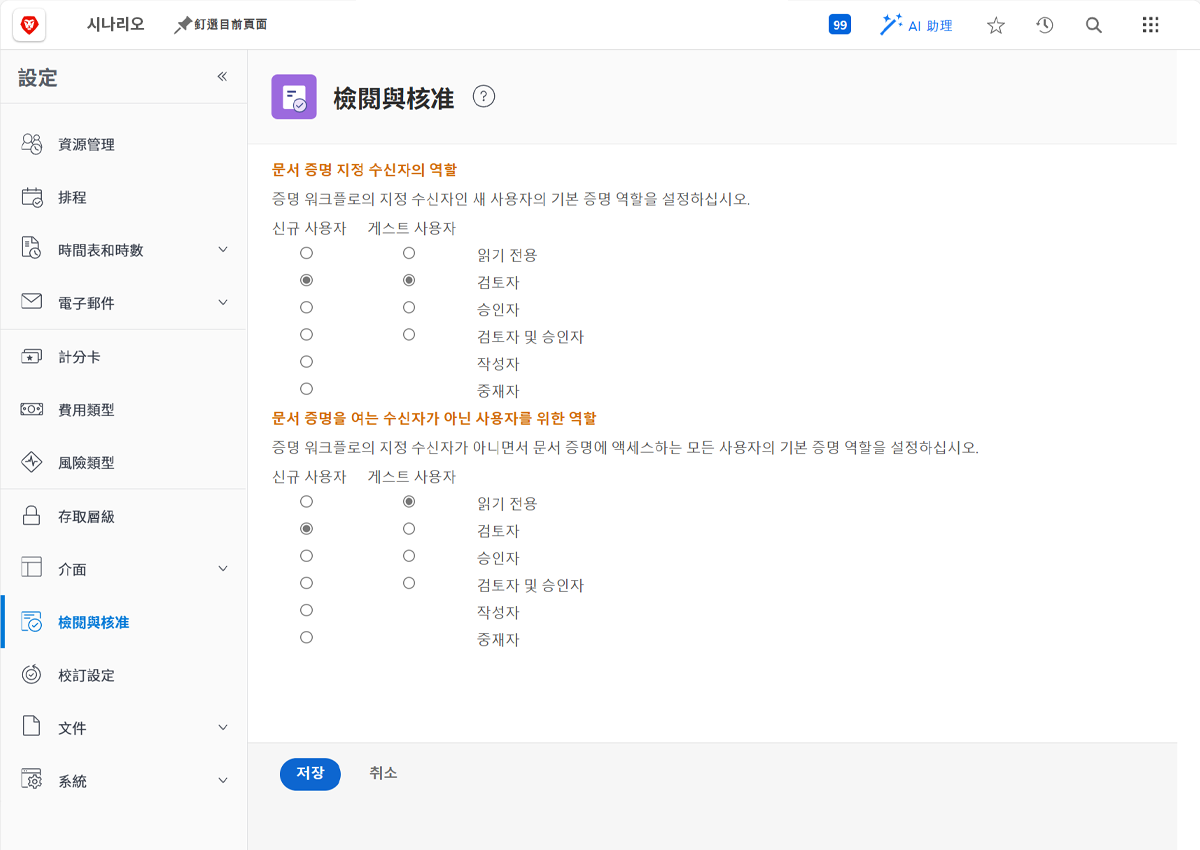 시나리오
釘選目前頁面
99
AI 助理
設定
資源管理
排程
時間表和時數
電子郵件
計分卡
費用類型
風險類型
存取層級
介面
檢閱與核准
校訂設定
文件
系統
檢閱與核准
문서 증명 지정 수신자의 역할
증명 워크플로의 지정 수신자인 새 사용자의 기본 증명 역할을 설정하십시오.
신규 사용자 게스트 사용자
읽기 전용
검토자
승인자
검토자 및 승인자
작성자
중재자
문서 증명을 여는 수신자가 아닌 사용자를 위한 역할
증명 워크플로의 지정 수신자가 아니면서 문서 증명에 액세스하는 모든 사용자의 기본 증명 역할을 설정하십시오.
신규 사용자 게스트 사용자
읽기 전용
검토자
승인자
검토자 및 승인자
작성자
중재자
저장 취소